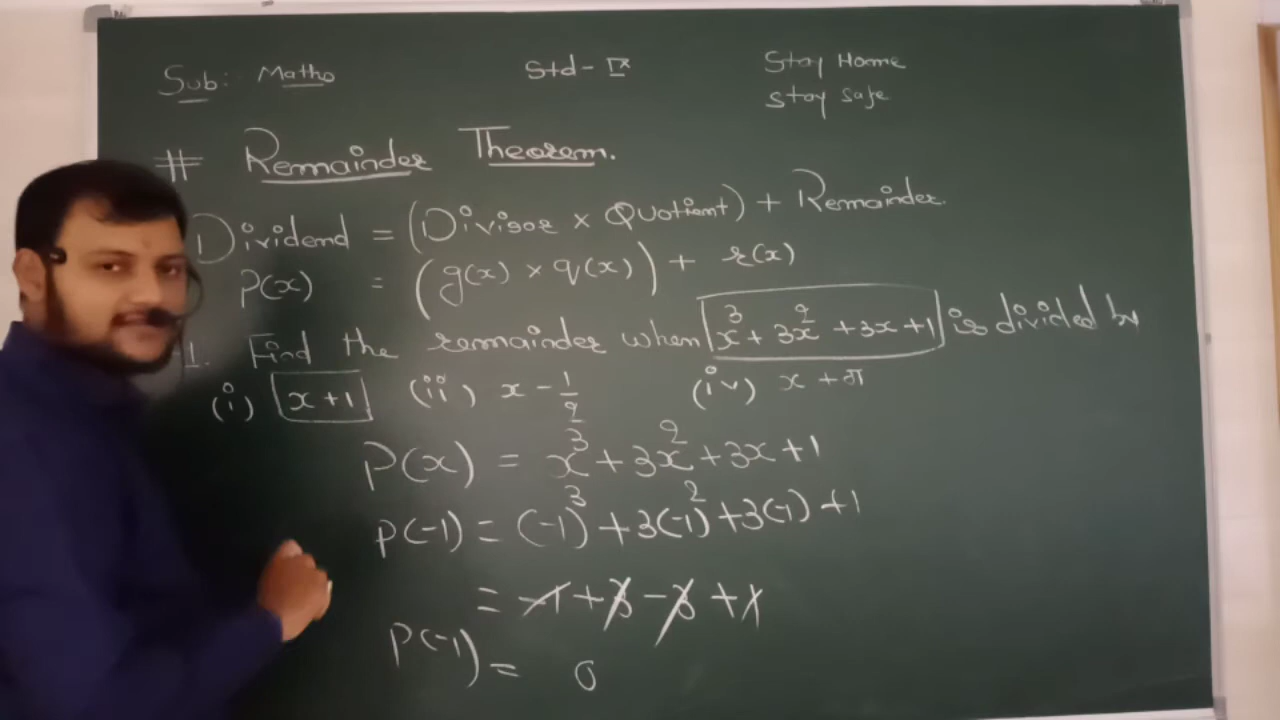 Sub: Maths Std - IX Stay Home
Stay safe
# Remainder Theorem.
Dividend = (Divisor × Quotient) + Remainder.
P(x) = (g(x) × q(x)) + r(x)
1. Find the remainder when x³ + 3x² + 3x + 1 is divided by
(i) x + 1 (ii) x - 1/2 (iv) x + π
P(x) = x³ + 3x² + 3x + 1
P(-1) = (-1)³ + 3(-1)² + 3(-1) + 1
= -1 + 3 - 3 + 1
P(-1) = 0